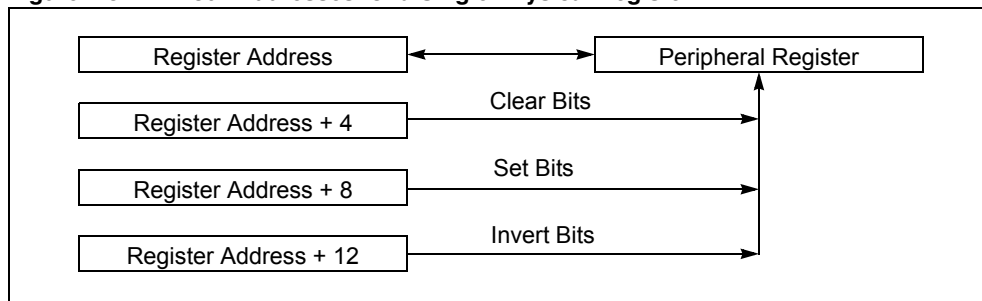 Register Address
Peripheral Register
Clear Bits
Register Address + 4
Set Bits
Register Address + 8
Invert Bits
Register Address + 12